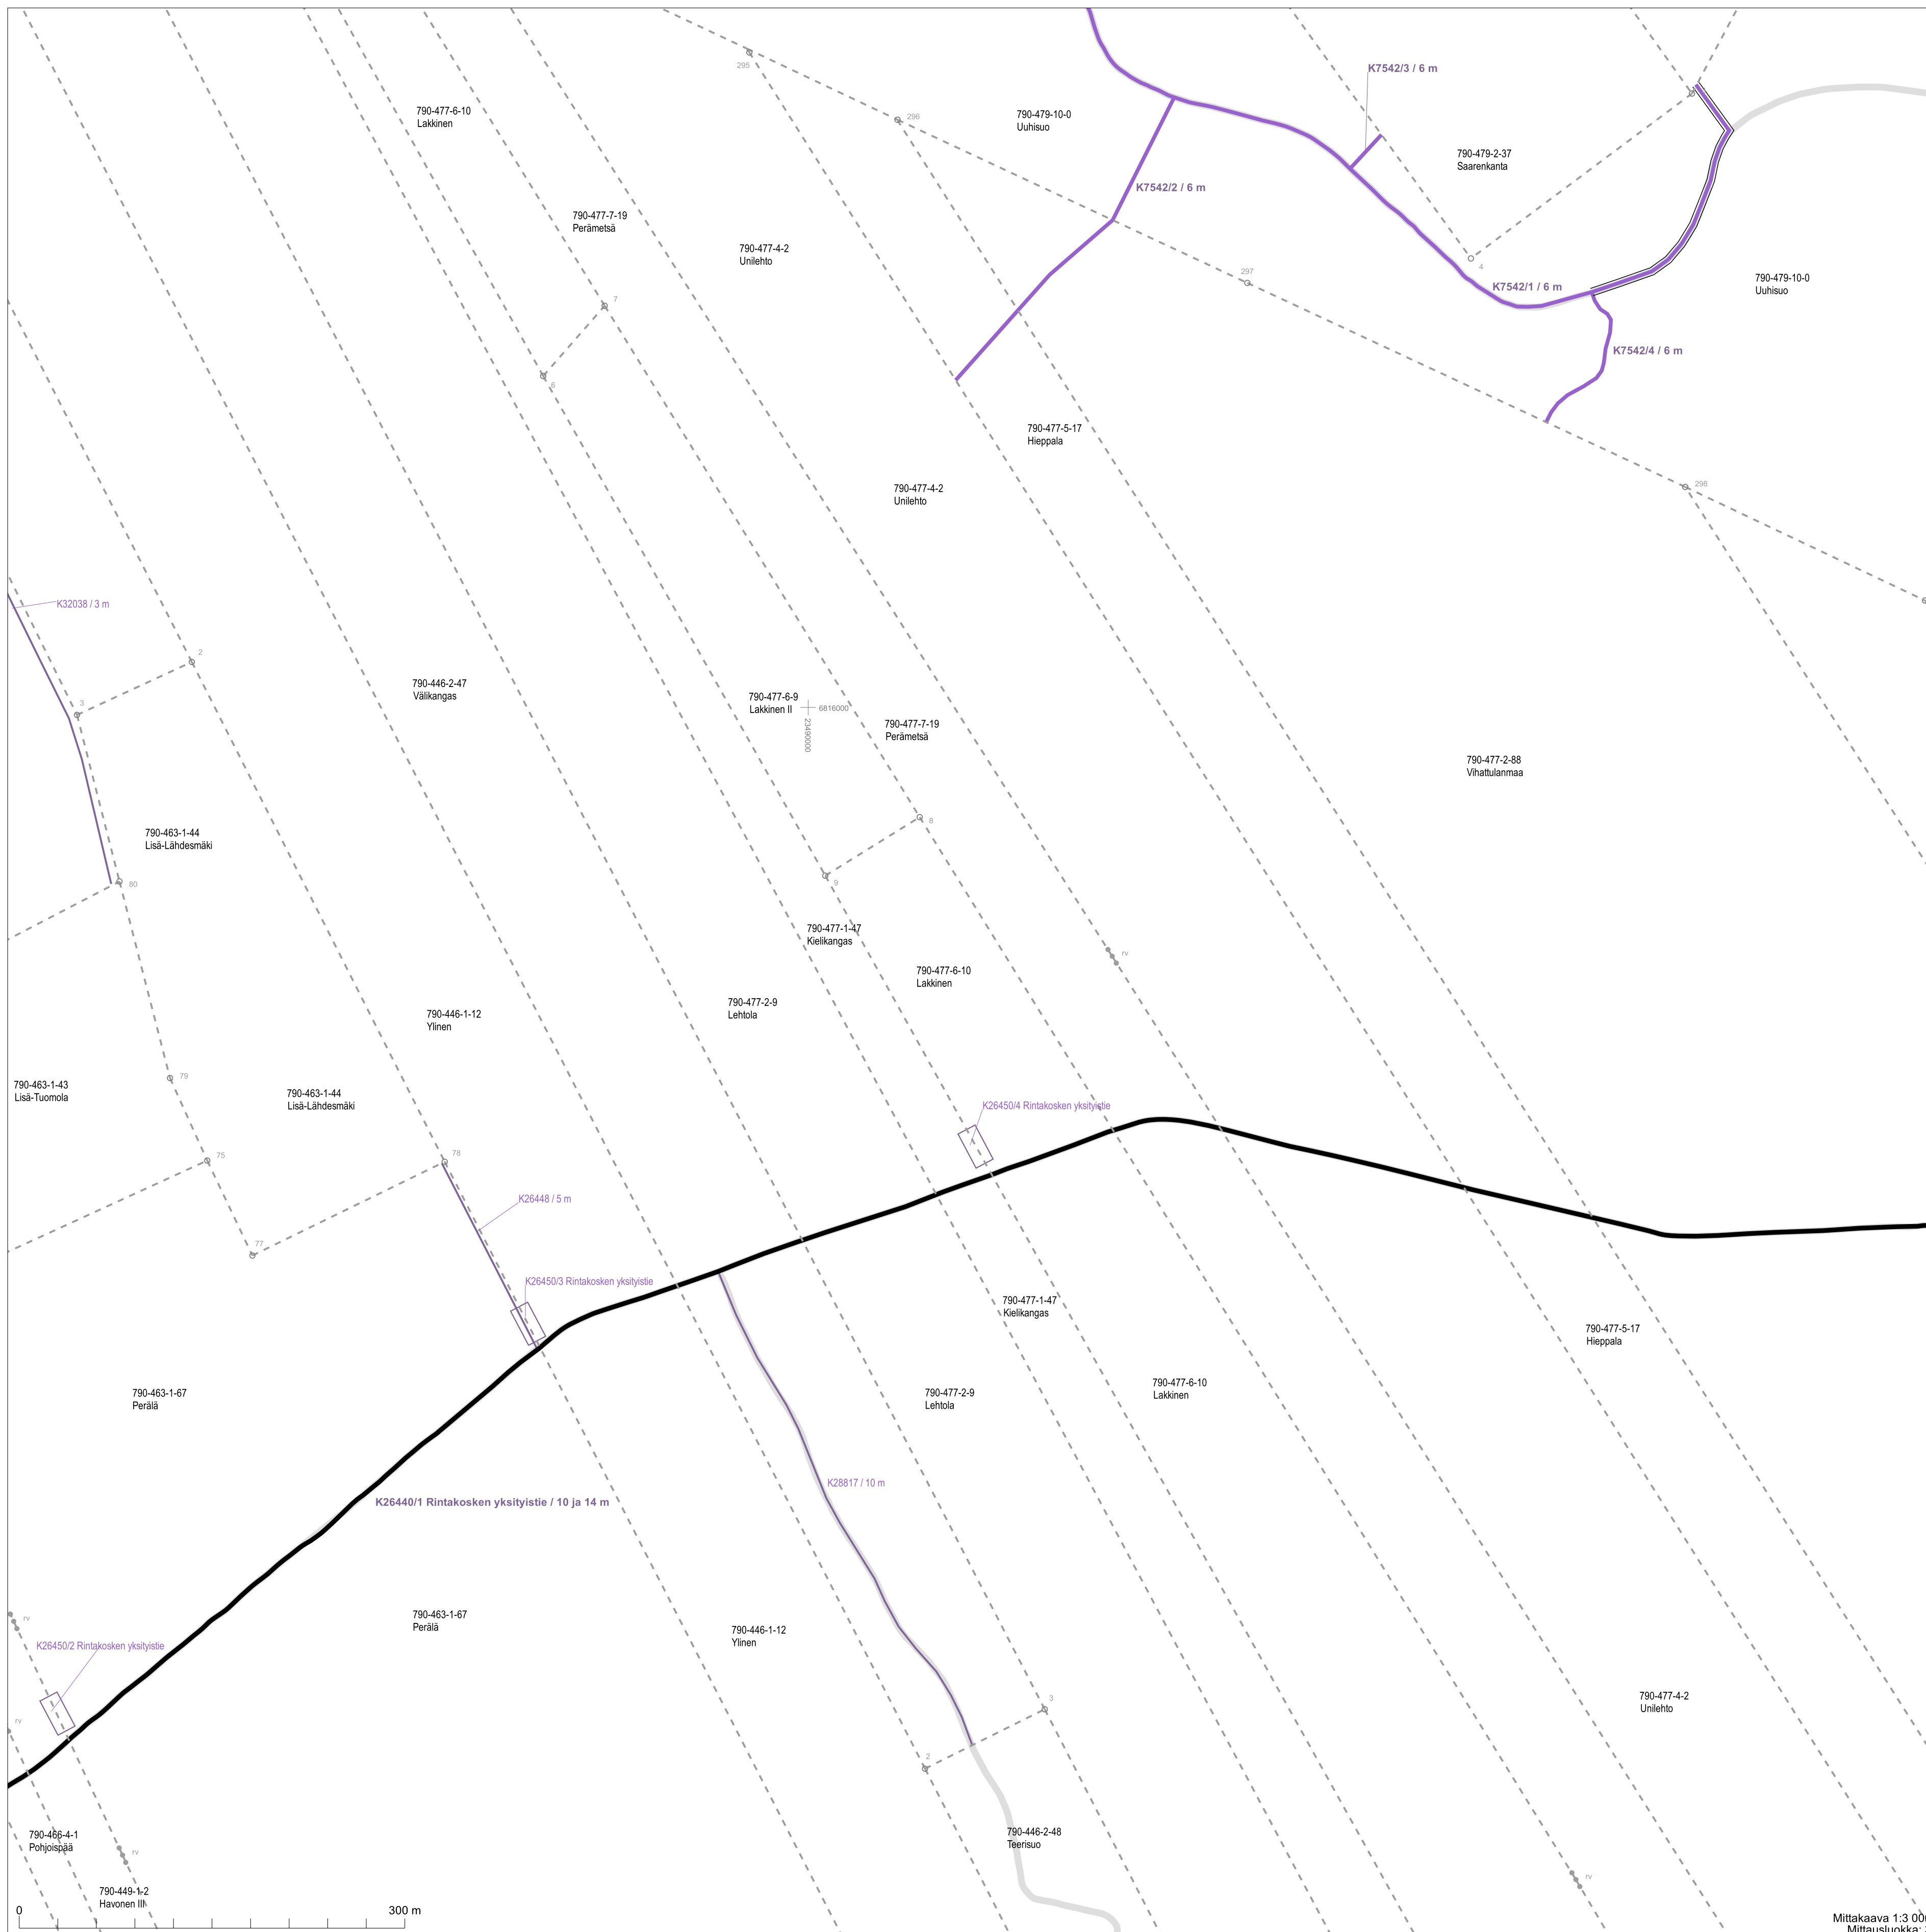 295
K7542/3 / 6 m
790-477-6-10
Lakkinen
296
790-479-10-0
Uuhisuo
790-479-2-37
Saarenkanta
K7542/2 / 6 m
790-477-7-19
Perämetsä
790-477-4-2
Unilehto
297
4
K7542/1 / 6 m
790-479-10-0
Uuhisuo
7
K7542/4 / 6 m
6
790-477-5-17
Hieppala
790-477-4-2
Unilehto
298
K32038 / 3 m
2
790-446-2-47
Välikangas
790-477-6-9
Lakkinen II
6816000
23490000
3
790-477-7-19
Perämetsä
790-477-2-88
Vihattulanmaa
790-463-1-44
Lisä-Lähdesmäki
8
80
9
790-477-1-47
Kielikangas
rv
790-477-6-10
Lakkinen
790-477-2-9
Lehtola
790-446-1-12
Ylinen
79
790-463-1-43
Lisä-Tuomola
790-463-1-44
Lisä-Lähdesmäki
K26450/4 Rintakosken yksityistie
75
78
K26448 / 5 m
77
K26450/3 Rintakosken yksityistie
790-477-1-47
Kielikangas
790-477-5-17
Hieppala
790-463-1-67
Perälä
790-477-2-9
Lehtola
790-477-6-10
Lakkinen
K28817 / 10 m
K26440/1 Rintakosken yksityistie / 10 ja 14 m
790-463-1-67
Perälä
rv
790-446-1-12
Ylinen
K26450/2 Rintakosken yksityistie
790-477-4-2
Unilehto
3
rv
2
790-446-2-48
Teerisuo
790-466-4-1
Pohjoispää
rv
rv
790-449-1-2
Havonen III
0
300 m
Mittakaava 1:3 00
Mittausluokka: